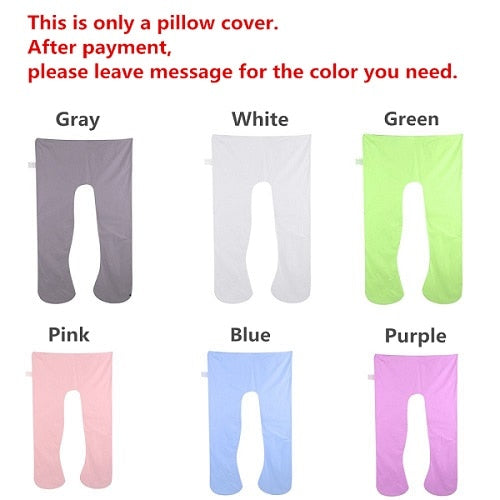 This is only a pillow cover.
After payment,
please leave message for the color you need.
Gray
White
Green
Pink
Blue
Purple